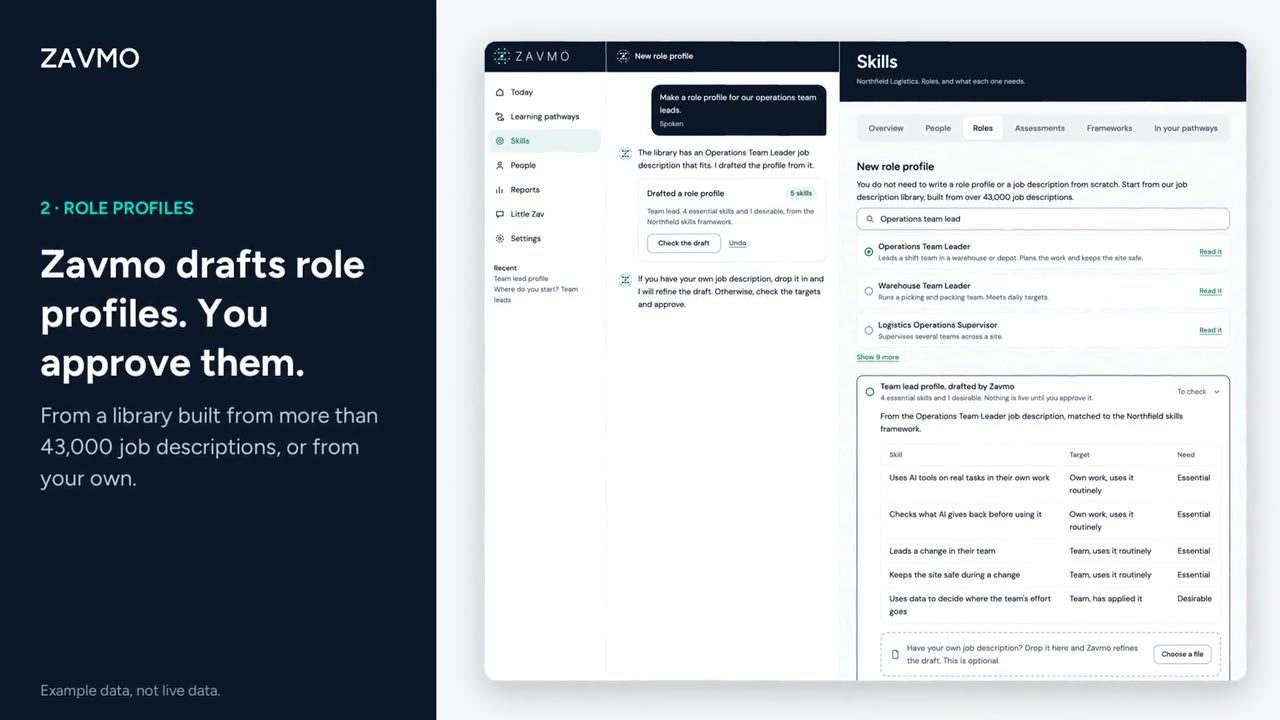 ZAVMO
2 · ROLE PROFILES
Zavmo drafts role
profiles. You
approve them.
From a library built from more than
43,000 job descriptions, or from
your own.
Example data, not live data.
ZAVMO
Today
Learning pathways
Skills
People
Reports
Little Zav
Settings
Recent
Team lead profile
Where do you start? Team
leads
New role profile
Make a role profile for our operations team
leads.
Spoken
The library has an Operations Team Leader job
description that fits. I drafted the profile from it.
Drafted a role profile
5 skills
Team lead. 4 essential skills and 1 desirable, from the
Northfield skills framework.
Check the draft
Undo
If you have your own job description, drop it in and
I will refine the draft. Otherwise, check the targets
and approve.
Skills
Northfield Logistics. Roles, and what each one needs.
Overview
People
Roles
Assessments
Frameworks
In your pathways
New role profile
You do not need to write a role profile or a job description from scratch. Start from our job
description library, built from over 43,000 job descriptions.
Operations team lead
Operations Team Leader
Leads a shift team in a warehouse or depot. Plans the work and keeps the site safe.
Read it
Warehouse Team Leader
Runs a picking and packing team. Meets daily targets.
Read it
Logistics Operations Supervisor
Supervises several teams across a site.
Read it
Show 9 more
Team lead profile, drafted by Zavmo
4 essential skills and 1 desirable. Nothing is live until you approve it.
To check
From the Operations Team Leader job description, matched to the Northfield skills
framework.
Skill Target Need
Uses AI tools on real tasks in their own work Own work, uses it Essential
routinely
Checks what AI gives back before using it Own work, uses it Essential
routinely
Leads a change in their team Team, uses it routinely Essential
Keeps the site safe during a change Team, uses it routinely Essential
Uses data to decide where the team's effort Team, has applied it Desirable
goes
Have your own job description? Drop it here and Zavmo refines
the draft. This is optional.
Choose a file